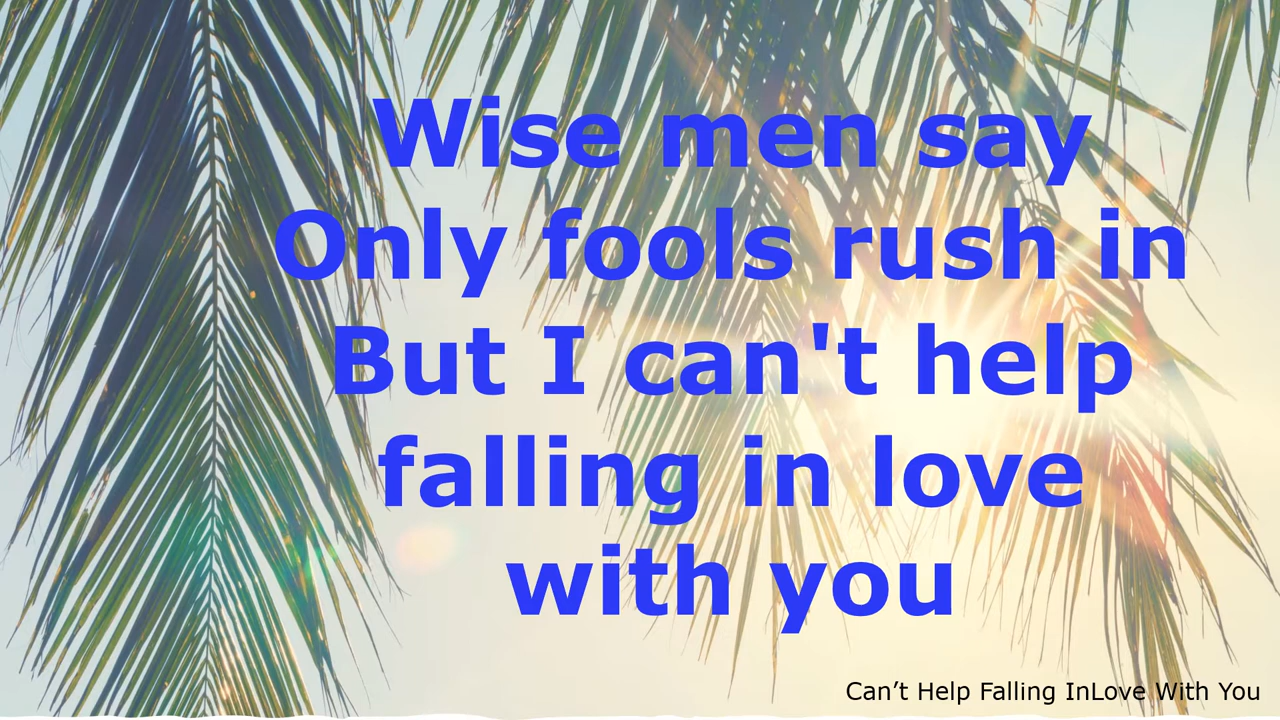 Wise men say
Only fools rush in
But I can't help
falling in love
with you
Can’t Help Falling InLove With You